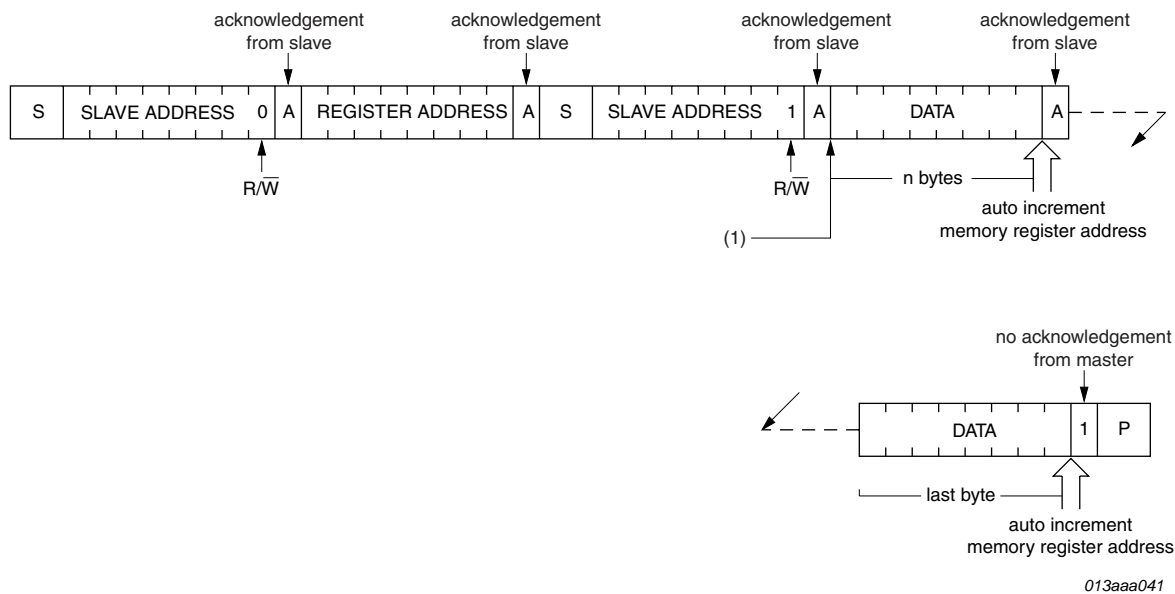 acknowledgement
from slave
acknowledgement
from slave
acknowledgement
from slave
acknowledgement
from slave
S
SLAVE ADDRESS
0
A
REGISTER ADDRESS
A
S
SLAVE ADDRESS
1
A
DATA
A
R/W̅
R/W̅
n bytes
auto increment
memory register address
(1)
no acknowledgement
from master
DATA
1
P
last byte
auto increment
memory register address
013aaa041